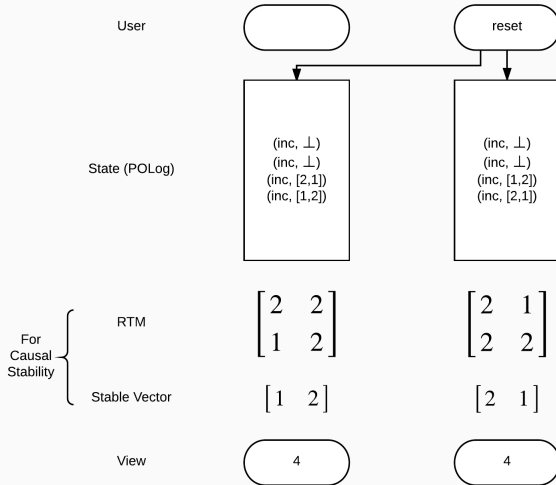 User
reset
State (POLog)
(inc, ⊥)
(inc, ⊥)
(inc, [2,1])
(inc, [1,2])
(inc, ⊥)
(inc, ⊥)
(inc, [1,2])
(inc, [2,1])
For
Causal
Stability
RTM
2 2
1 2
2 1
2 2
Stable Vector
[1 2]
[2 1]
View
4
4